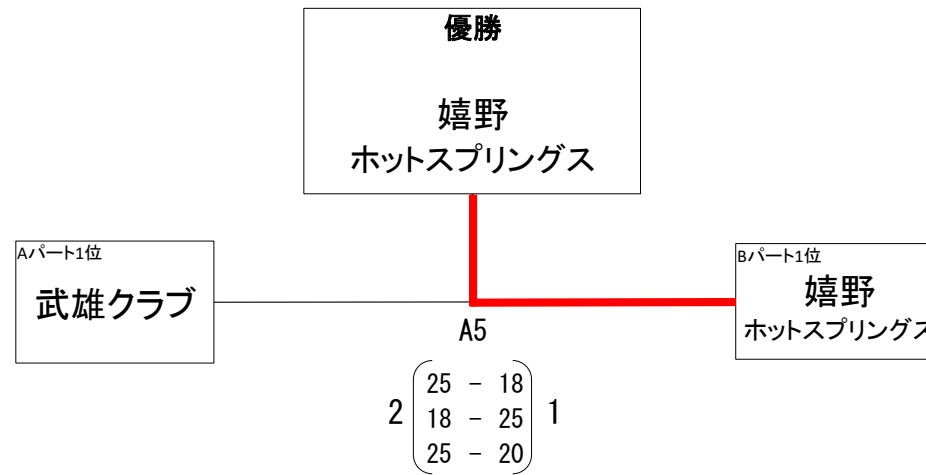 優勝
嬉野
ホットスプリングス
Aパート1位
武雄クラブ
Bパート1位
嬉野
ホットスプリングス
A5
2 25 － 18 1
18 － 25
25 － 20